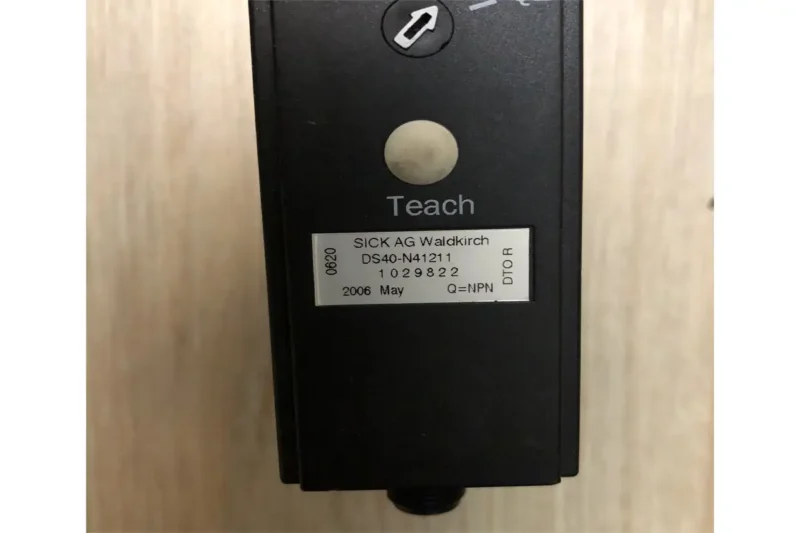 Teach
0620
SICK AG Waldkirch
DS40-N41211
1029822
2006 May Q=NPN
DTO R